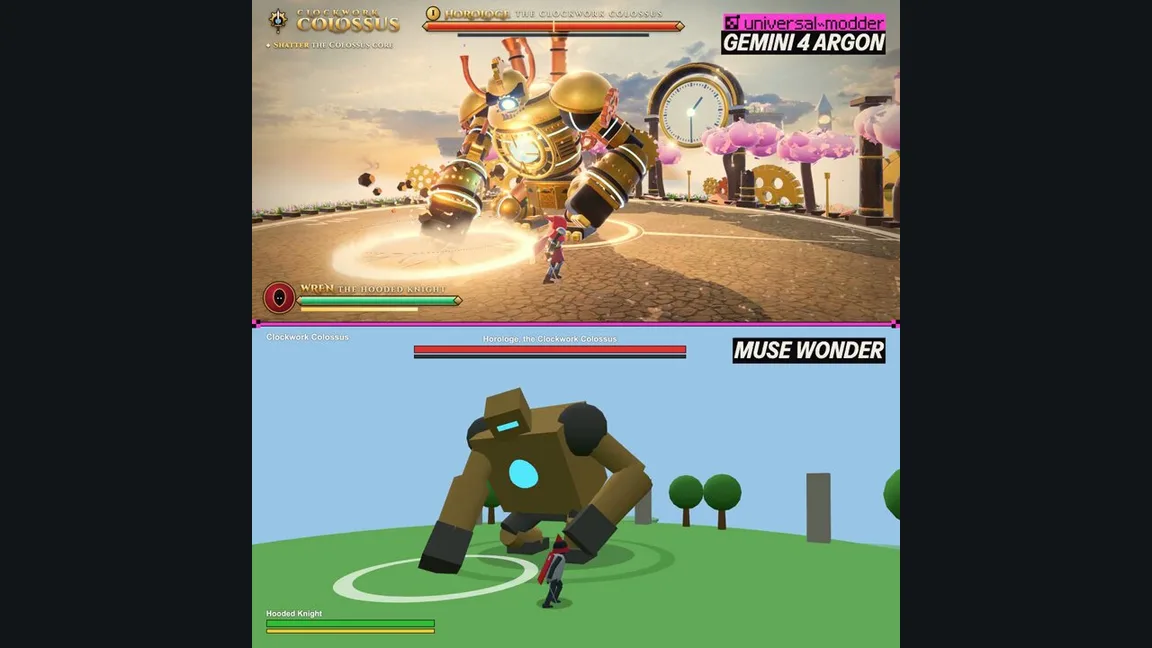 CLOCKWORK
COLOSSUS
SHATTER THE COLOSSUS CORE
HOROLOGE THE CLOCKWORK COLOSSUS
universal-modder
GEMINI 4 ARGON
WREN THE HOODED KNIGHT
Clockwork Colossus
Horologe, the Clockwork Colossus
MUSE WONDER
Hooded Knight